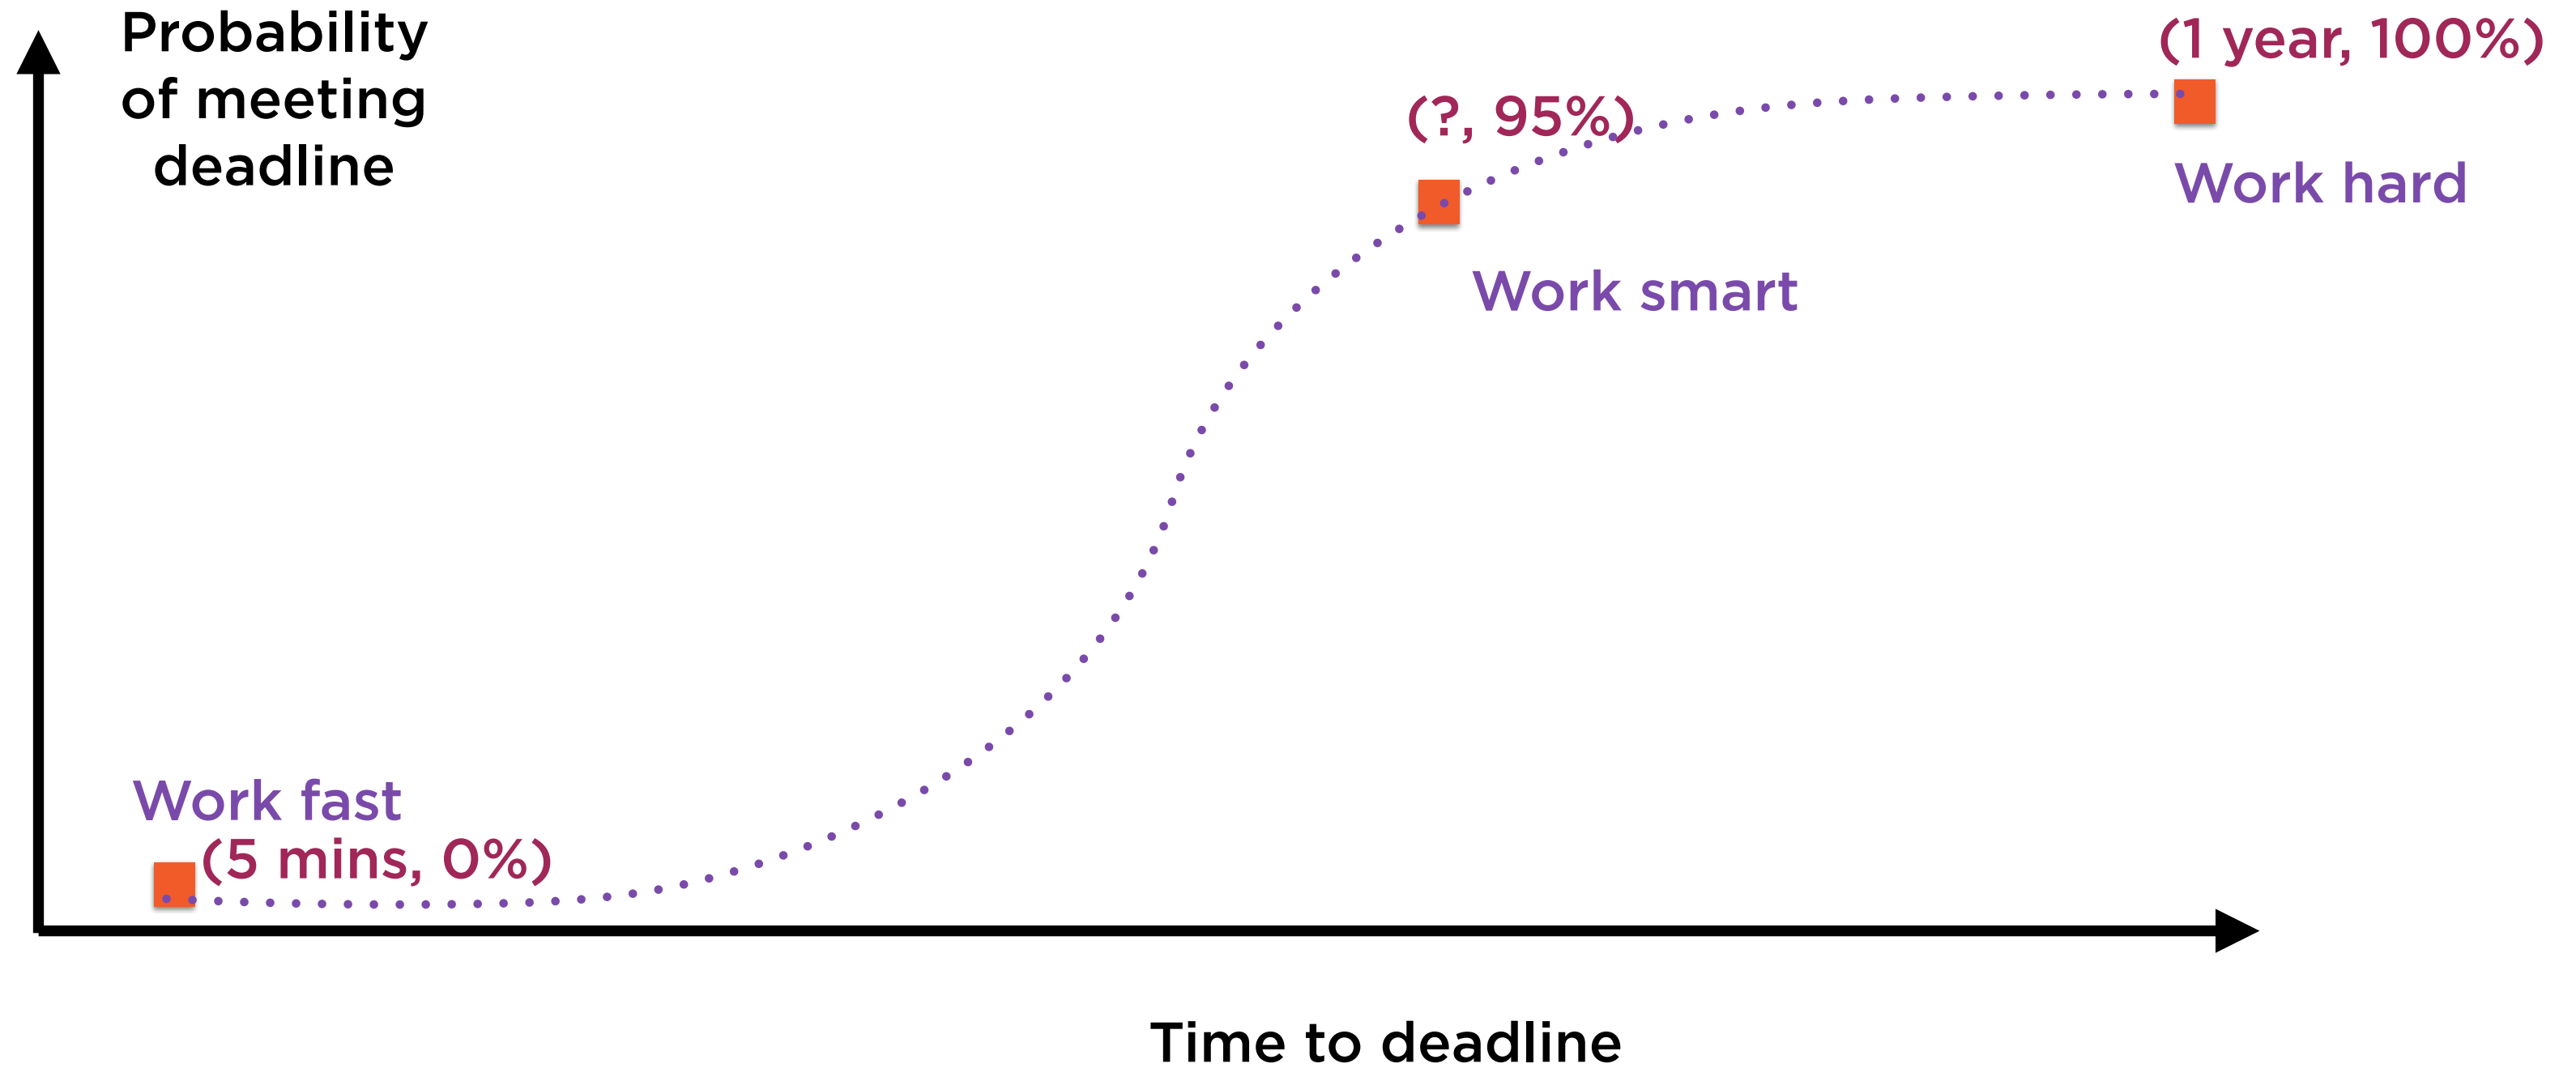 Probability
of meeting
deadline
(1 year, 100%)
(?, 95%)
Work hard
Work smart
Work fast
(5 mins, 0%)
Time to deadline